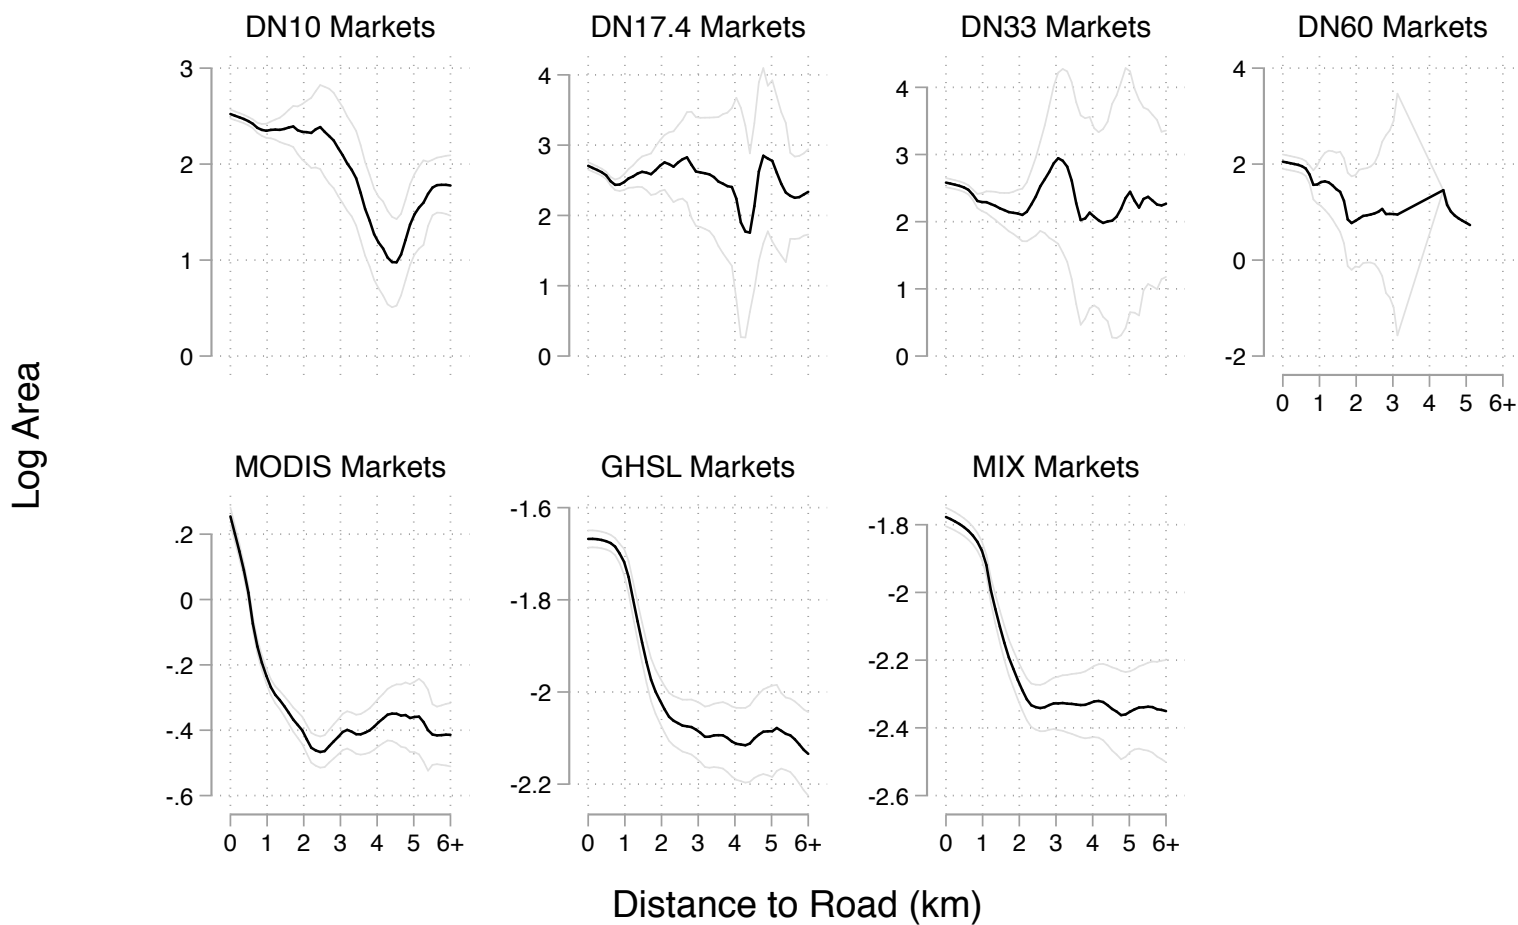 DN10 Markets
DN17.4 Markets
DN33 Markets
DN60 Markets
3
2
1
0
4
3
2
1
0
4
3
2
1
0
4
2
0
-2
0 1 2 3 4 5 6+
Log Area
MODIS Markets
GHSL Markets
MIX Markets
.2
0
-.2
-.4
-.6
0 1 2 3 4 5 6+
-1.6
-1.8
-2
-2.2
0 1 2 3 4 5 6+
-1.8
-2
-2.2
-2.4
-2.6
0 1 2 3 4 5 6+
Distance to Road (km)